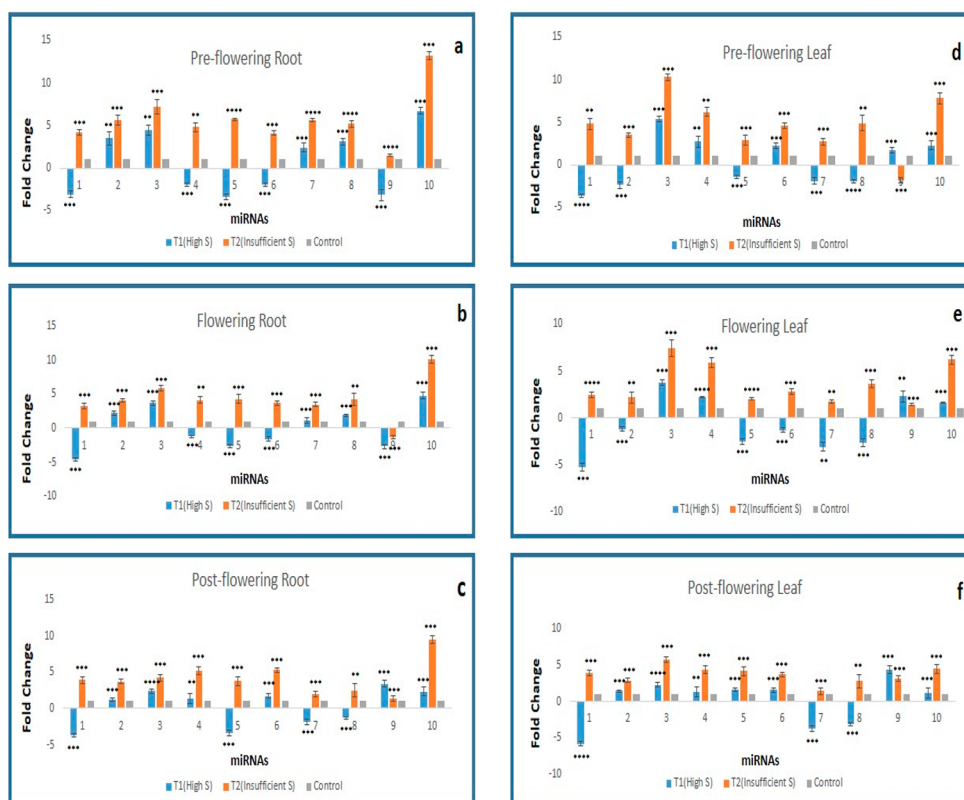 Pre-flowering Root
a
15
10
5
0
-5
Fold Change
1 2 3 4 5 6 7 8 9 10
miRNAs
T1(High S) T2(Insufficient S) Control
Pre-flowering Leaf
d
15
10
5
0
-5
Fold Change
1 2 3 4 5 6 7 8 9 10
miRNAs
T1(High S) T2(Insufficient S) Control
Flowering Root
b
15
10
5
0
-5
-10
Fold Change
1 2 3 4 5 6 7 8 9 10
miRNAs
T1(High S) T2(Insufficient S) Control
Flowering Leaf
e
10
5
0
-5
-10
Fold Change
1 2 3 4 5 6 7 8 9 10
miRNAs
T1(High S) T2(Insufficient S) Control
Post-flowering Root
c
15
10
5
0
-5
Fold Change
1 2 3 4 5 6 7 8 9 10
miRNAs
T1(High S) T2(Insufficient S) Control
Post-flowering Leaf
f
10
5
0
-5
-10
Fold Change
1 2 3 4 5 6 7 8 9 10
miRNAs
T1(High S) T2(Insufficient S) Control